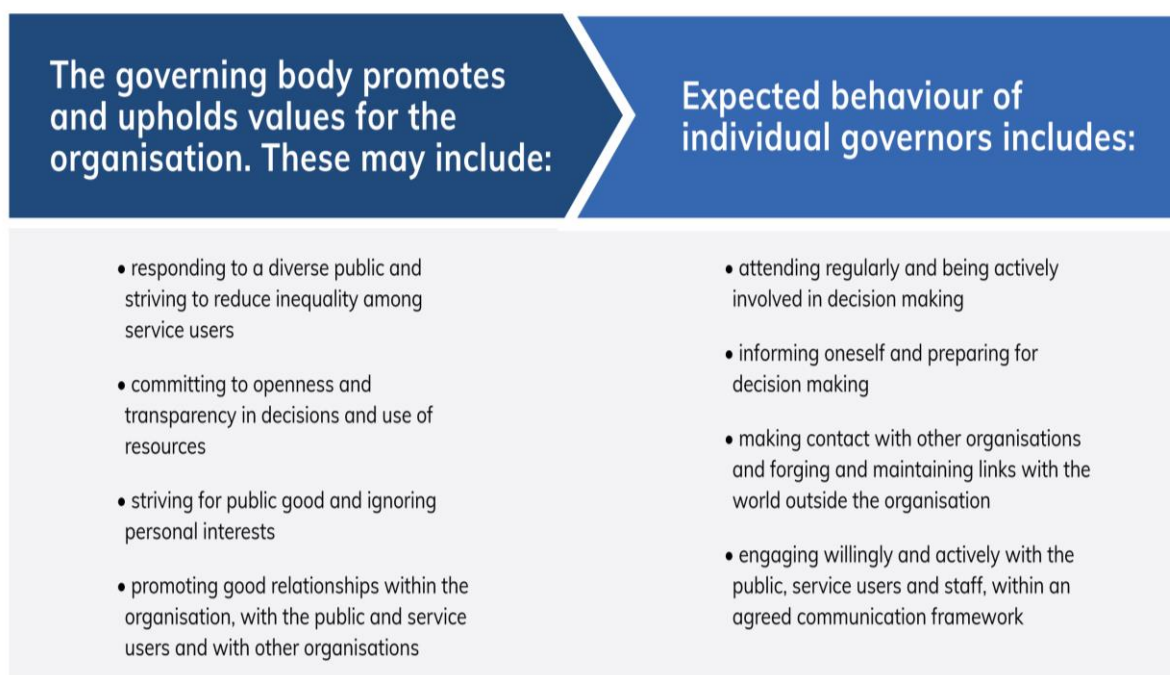 The governing body promotes
and upholds values for the
organisation. These may include:
• responding to a diverse public and
striving to reduce inequality among
service users
• committing to openness and
transparency in decisions and use of
resources
• striving for public good and ignoring
personal interests
• promoting good relationships within the
organisation, with the public and service
users and with other organisations
Expected behaviour of
individual governors includes:
• attending regularly and being actively
involved in decision making
• informing oneself and preparing for
decision making
• making contact with other organisations
and forging and maintaining links with the
world outside the organisation
• engaging willingly and actively with the
public, service users and staff, within an
agreed communication framework